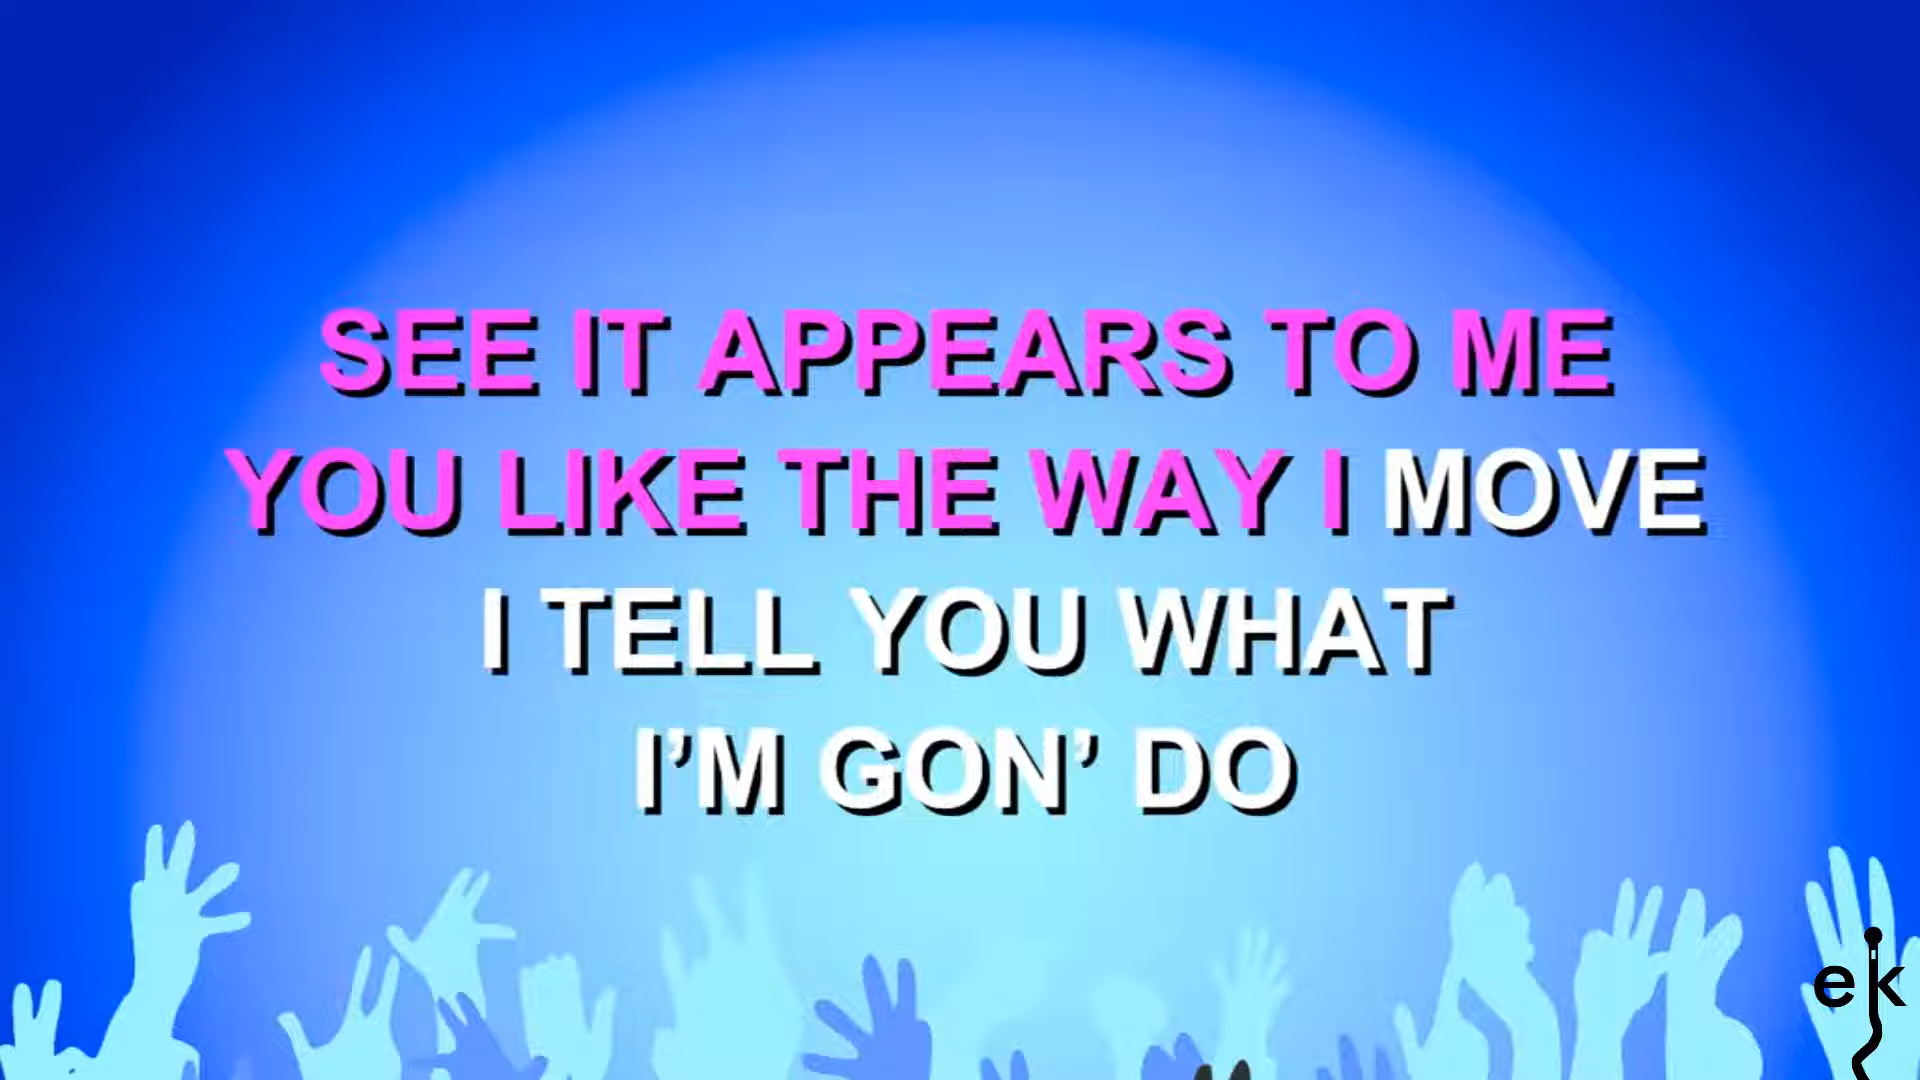 SEE IT APPEARS TO ME
YOU LIKE THE WAY I MOVE
I TELL YOU WHAT
I’M GON’ DO
ek